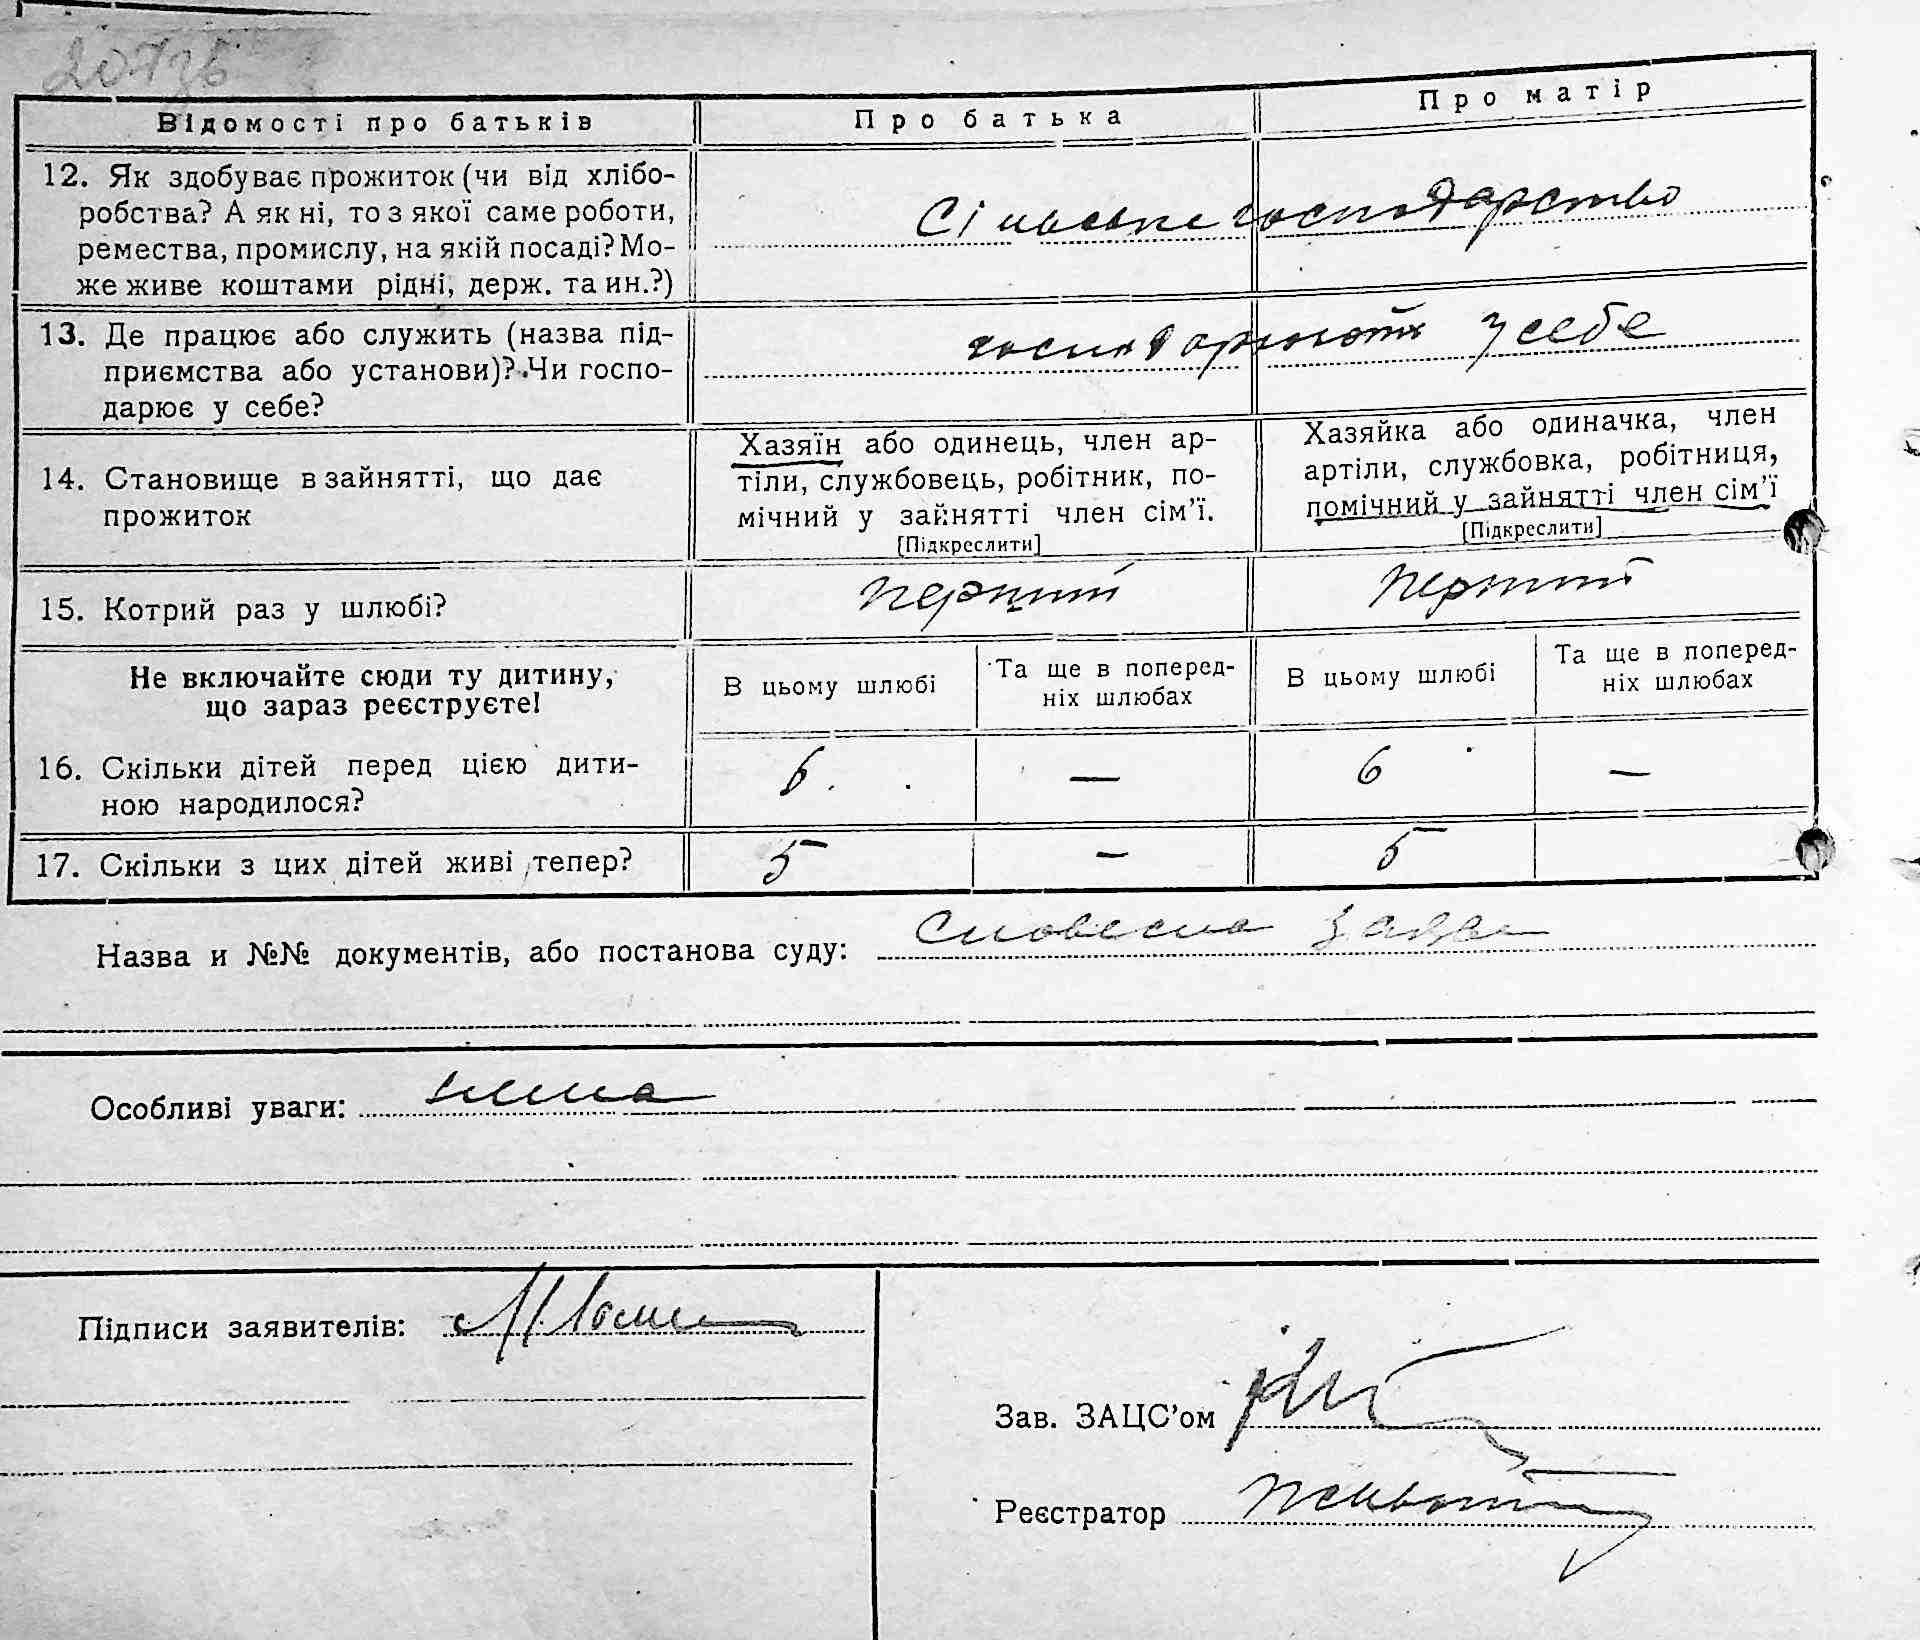 Відомості про батьків
Про батька
Про матір
12. Як здобуває прожиток (чи від хлібо-
робства? А як ні, то з якої саме роботи,
ремества, промислу, на якій посаді? Мо-
же живе коштами рідні, держ. та ин.?)
Сільське господарство
13. Де працює або служить (назва під-
приємства або установи)? Чи госпо-
дарює у себе?
господарюють у себе
14. Становище в зайнятті, що дає
прожиток
Хазяїн або одинець, член ар-
тіли, службовець, робітник, по-
мічний у зайнятті член сім’ї.
[Підкреслити]
Хазяйка або одиначка, член
артіли, службовка, робітниця,
помічний у зайнятті член сім’ї
[Підкреслити]
15. Котрий раз у шлюбі?
перший
перший
Не включайте сюди ту дитину,
що зараз реєструєте!
В цьому шлюбі
Та ще в поперед-
ніх шлюбах
В цьому шлюбі
Та ще в поперед-
ніх шлюбах
16. Скільки дітей перед цією дити-
ною народилося?
6
—
6
—
17. Скільки з цих дітей живі тепер?
5
—
5
Назва и №№ документів, або постанова суду: Словесна заява
Особливі уваги: нема
Підписи заявителів:
Зав. ЗАЦС’ом
Реєстратор